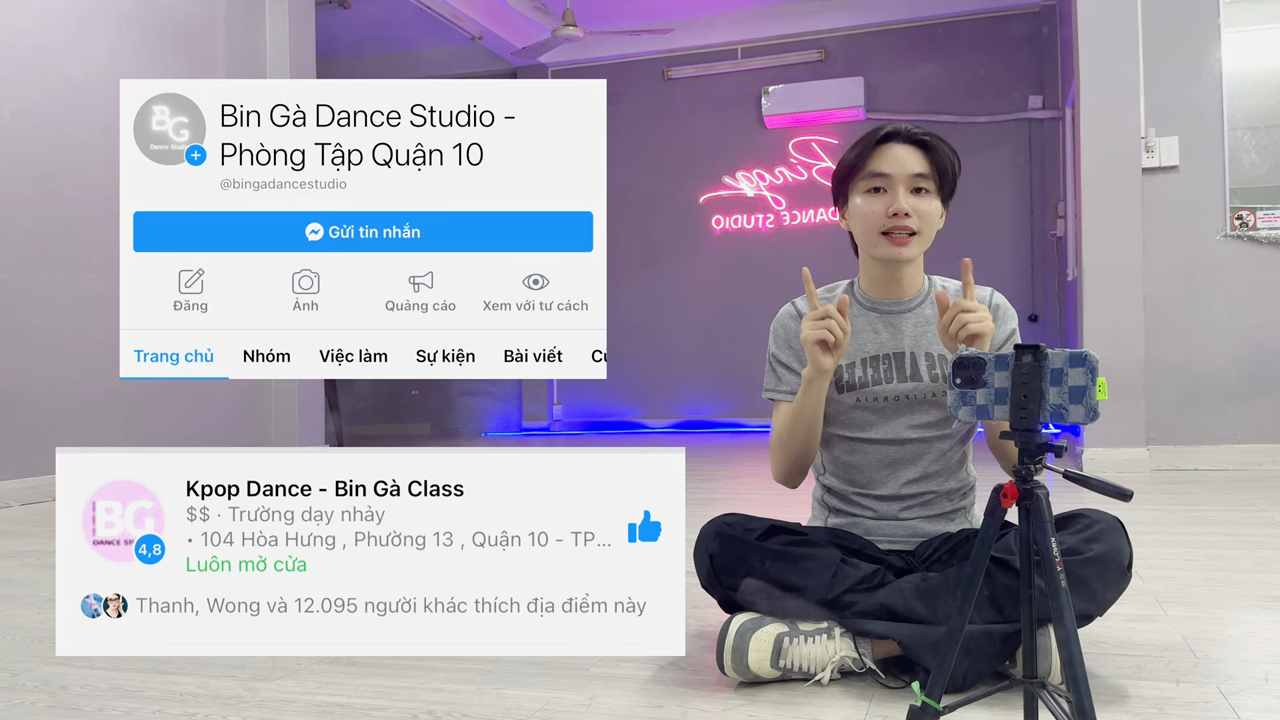 BG
Dance Studio
Bin Gà Dance Studio -
Phòng Tập Quận 10
@bingadancestudio
Gửi tin nhắn
Đăng
Ảnh
Quảng cáo
Xem với tư cách
Trang chủ
Nhóm
Việc làm
Sự kiện
Bài viết
BG
4,8
Kpop Dance - Bin Gà Class
$$ · Trường dạy nhảy
• 104 Hòa Hưng , Phường 13 , Quận 10 - TP...
Luôn mở cửa
Thanh, Wong và 12.095 người khác thích địa điểm này
Binga
DANCE STUDIO
LOS ANGELES
CALIFORNIA